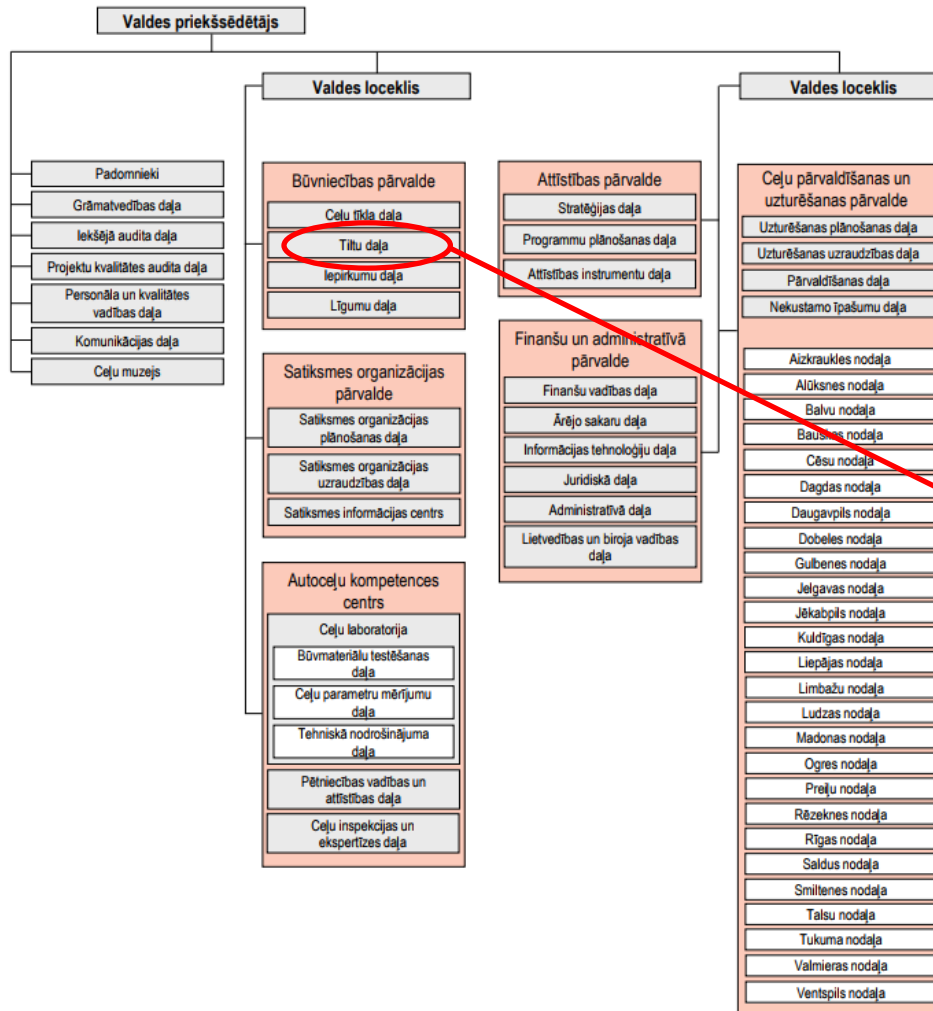 Valdes priekšsēdētājs
Valdes loceklis
Valdes loceklis
Padomnieki
Grāmatvedības daļa
Iekšējā audita daļa
Projektu kvalitātes audita daļa
Personāla un kvalitātes
vadības daļa
Komunikācijas daļa
Ceļu muzejs
Būvniecības pārvalde
Ceļu tīkla daļa
Tiltu daļa
Iepirkumu daļa
Līgumu daļa
Satiksmes organizācijas
pārvalde
Satiksmes organizācijas
plānošanas daļa
Satiksmes organizācijas
uzraudzības daļa
Satiksmes informācijas centrs
Autoceļu kompetences
centrs
Ceļu laboratorija
Būvmateriālu testēšanas
daļa
Ceļu parametru mērījumu
daļa
Tehniskā nodrošinājuma
daļa
Pētniecības vadības un
attīstības daļa
Ceļu inspekcijas un
ekspertīzes daļa
Attīstības pārvalde
Stratēģijas daļa
Programmu plānošanas daļa
Attīstības instrumentu daļa
Finanšu un administratīvā
pārvalde
Finanšu vadības daļa
Ārējo sakaru daļa
Informācijas tehnoloģiju daļa
Juridiskā daļa
Administratīvā daļa
Lietvedības un biroja vadības
daļa
Ceļu pārvaldīšanas un
uzturēšanas pārvalde
Uzturēšanas plānošanas daļa
Uzturēšanas uzraudzības daļa
Pārvaldīšanas daļa
Nekustamo īpašumu daļa
Aizkraukles nodaļa
Alūksnes nodaļa
Balvu nodaļa
Bauskas nodaļa
Cēsu nodaļa
Dagdas nodaļa
Daugavpils nodaļa
Dobeles nodaļa
Gulbenes nodaļa
Jelgavas nodaļa
Jēkabpils nodaļa
Kuldīgas nodaļa
Liepājas nodaļa
Limbažu nodaļa
Ludzas nodaļa
Madonas nodaļa
Ogres nodaļa
Preiļu nodaļa
Rēzeknes nodaļa
Rīgas nodaļa
Saldus nodaļa
Smiltenes nodaļa
Talsu nodaļa
Tukuma nodaļa
Valmieras nodaļa
Ventspils nodaļa